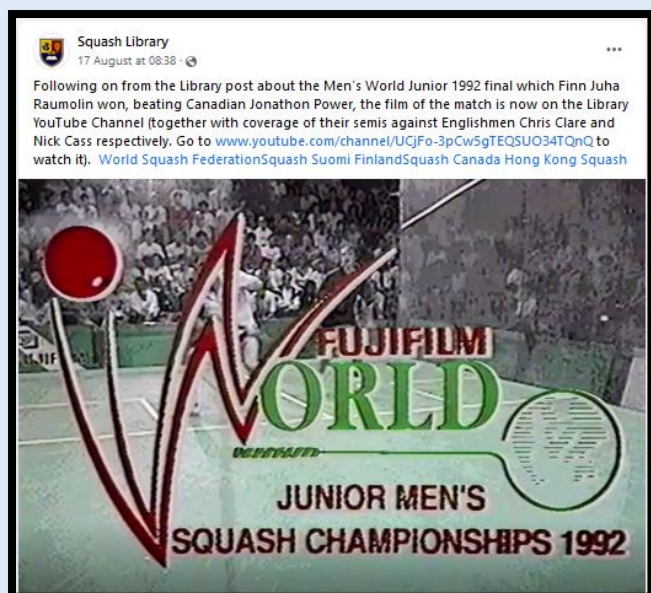 Squash Library
17 August at 08:38 ·
Following on from the Library post about the Men's World Junior 1992 final which Finn Juha
Raumolin won, beating Canadian Jonathon Power, the film of the match is now on the Library
YouTube Channel (together with coverage of their semis against Englishmen Chris Clare and
Nick Cass respectively. Go to www.youtube.com/channel/UCjFo-3pCw5gTEQSUO34TQnQ to
watch it). World Squash FederationSquash Suomi FinlandSquash Canada Hong Kong Squash
FUJIFILM
WORLD
JUNIOR MEN'S
SQUASH CHAMPIONSHIPS 1992